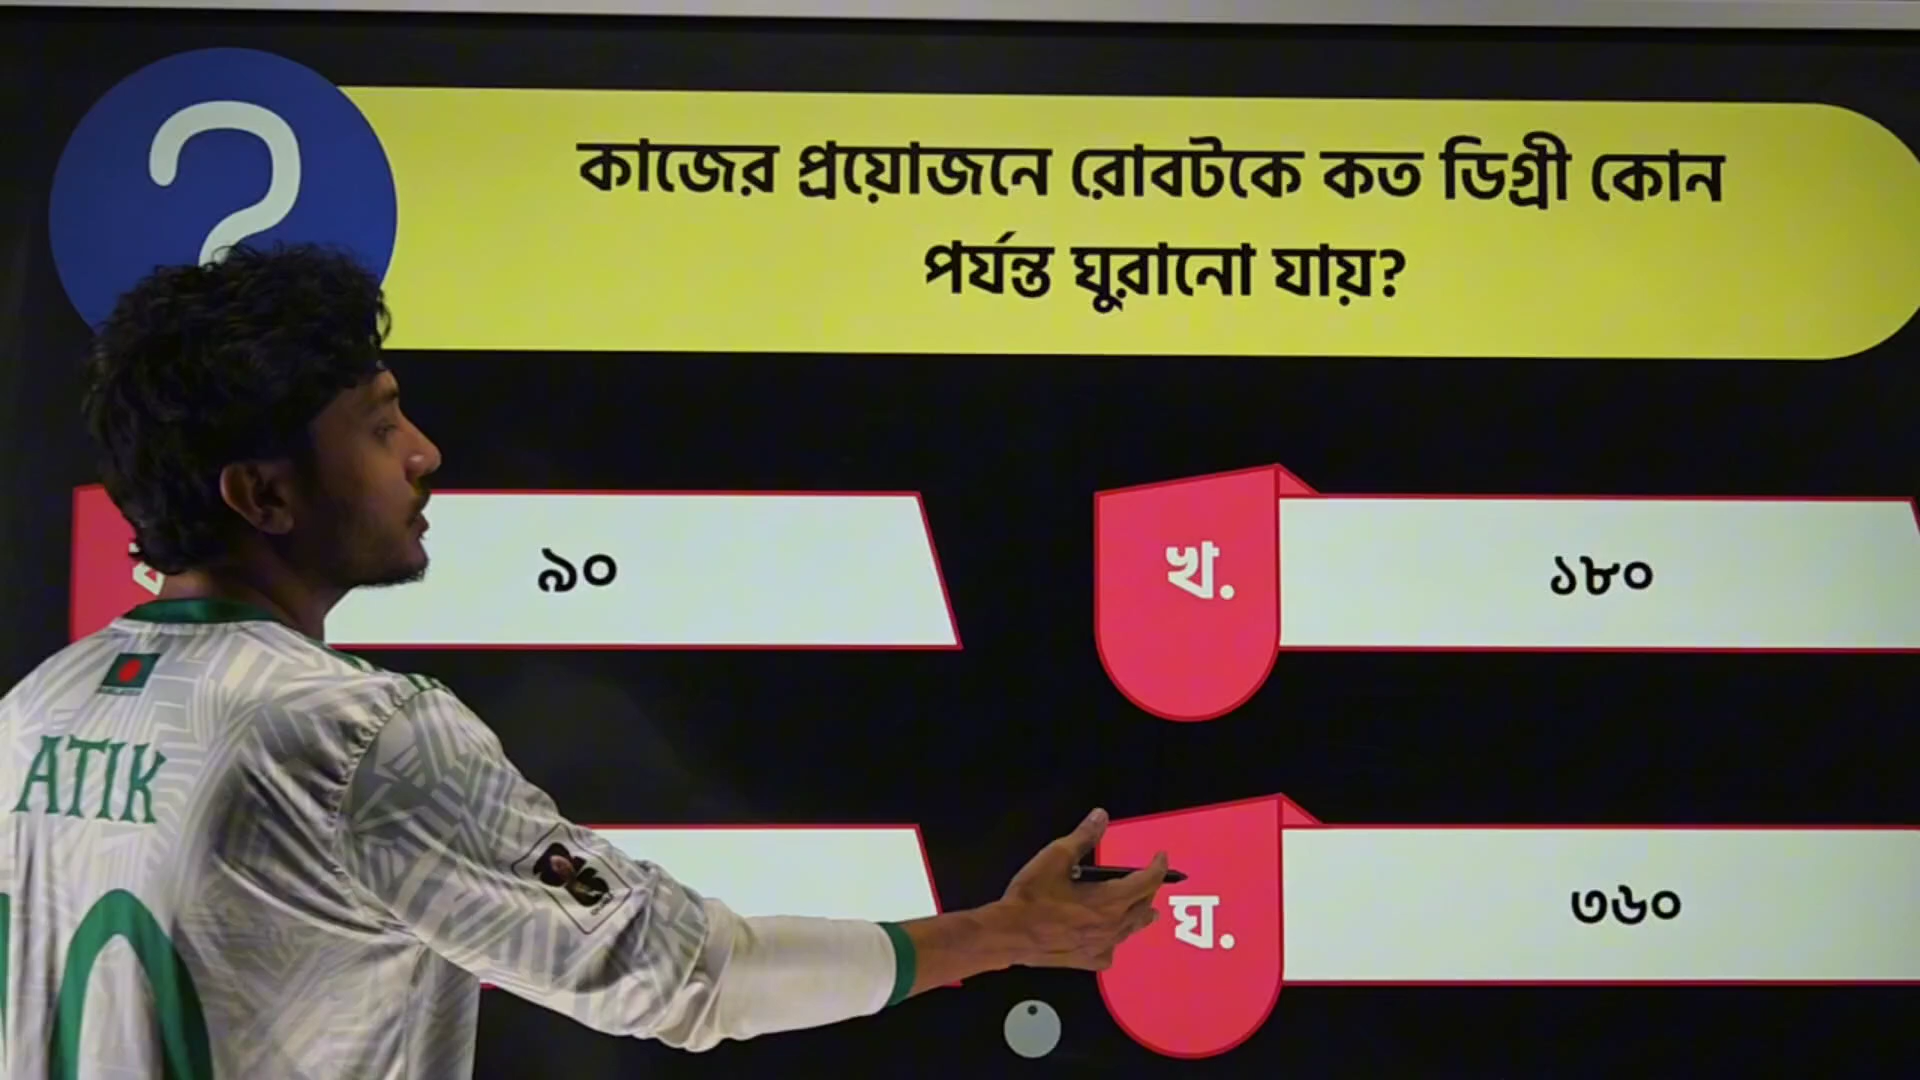 কাজের প্রয়োজনে রোবটকে কত ডিগ্রী কোন
পর্যন্ত ঘুরানো যায়?
৯০
খ.
১৮০
ঘ.
৩৬০
ATIK